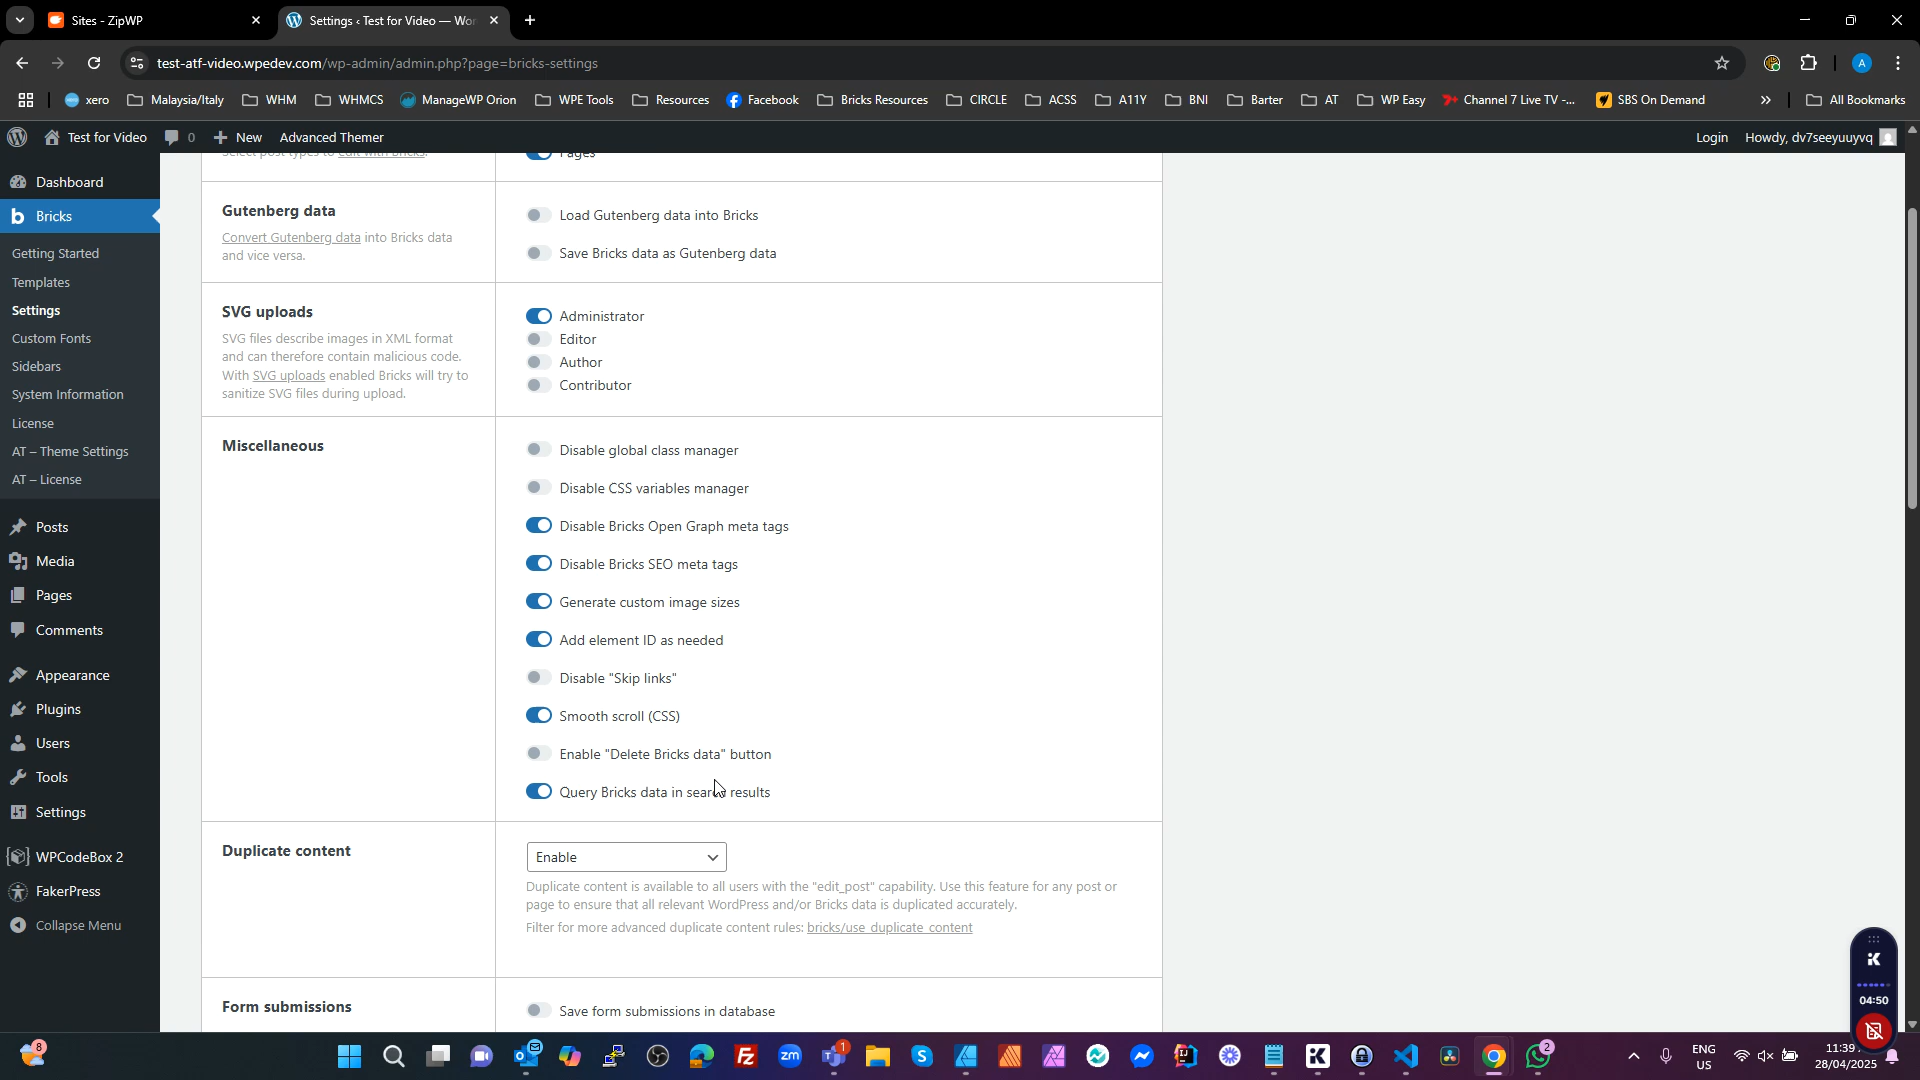 Sites - ZipWP
Settings ‹ Test for Video — Wor
test-atf-video.wpedev.com/wp-admin/admin.php?page=bricks-settings
A
xero
Malaysia/Italy
WHM
WHMCS
ManageWP Orion
WPE Tools
Resources
Facebook
Bricks Resources
CIRCLE
ACSS
A11Y
BNI
Barter
AT
WP Easy
Channel 7 Live TV -...
SBS On Demand
All Bookmarks
Test for Video
0
New
Advanced Themer
Login
Howdy, dv7seeyuuyvq
Dashboard
Bricks
Getting Started
Templates
Settings
Custom Fonts
Sidebars
System Information
License
AT – Theme Settings
AT – License
Posts
Media
Pages
Comments
Appearance
Plugins
Users
Tools
Settings
WPCodeBox 2
FakerPress
Collapse Menu
Select post types to edit with Bricks.
Pages
Gutenberg data
Convert Gutenberg data into Bricks data
and vice versa.
Load Gutenberg data into Bricks
Save Bricks data as Gutenberg data
SVG uploads
SVG files describe images in XML format
and can therefore contain malicious code.
With SVG uploads enabled Bricks will try to
sanitize SVG files during upload.
Administrator
Editor
Author
Contributor
Miscellaneous
Disable global class manager
Disable CSS variables manager
Disable Bricks Open Graph meta tags
Disable Bricks SEO meta tags
Generate custom image sizes
Add element ID as needed
Disable "Skip links"
Smooth scroll (CSS)
Enable "Delete Bricks data" button
Query Bricks data in search results
Duplicate content
Enable
Duplicate content is available to all users with the "edit_post" capability. Use this feature for any post or
page to ensure that all relevant WordPress and/or Bricks data is duplicated accurately.
Filter for more advanced duplicate content rules: bricks/use_duplicate_content
Form submissions
Save form submissions in database
04:50
8
zm
1
2
ENG
US
11:39
28/04/2025